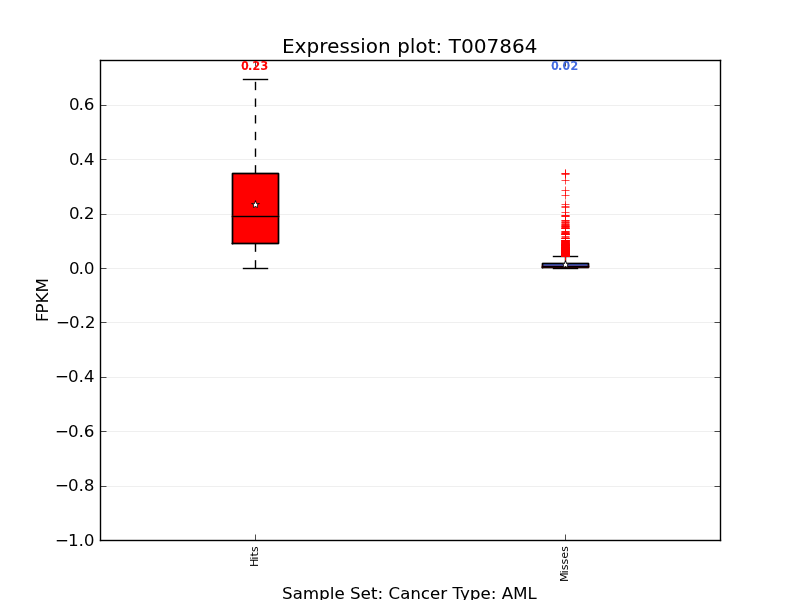 Expression plot: T007864
0.23
0.02
0.6
0.4
0.2
0.0
−0.2
−0.4
−0.6
−0.8
−1.0
FPKM
Hits
Misses
Sample Set: Cancer Type: AML